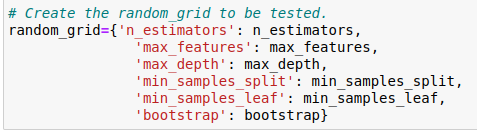 # Create the random_grid to be tested.
random_grid={'n_estimators': n_estimators,
'max_features': max_features,
'max_depth': max_depth,
'min_samples_split': min_samples_split,
'min_samples_leaf': min_samples_leaf,
'bootstrap': bootstrap}